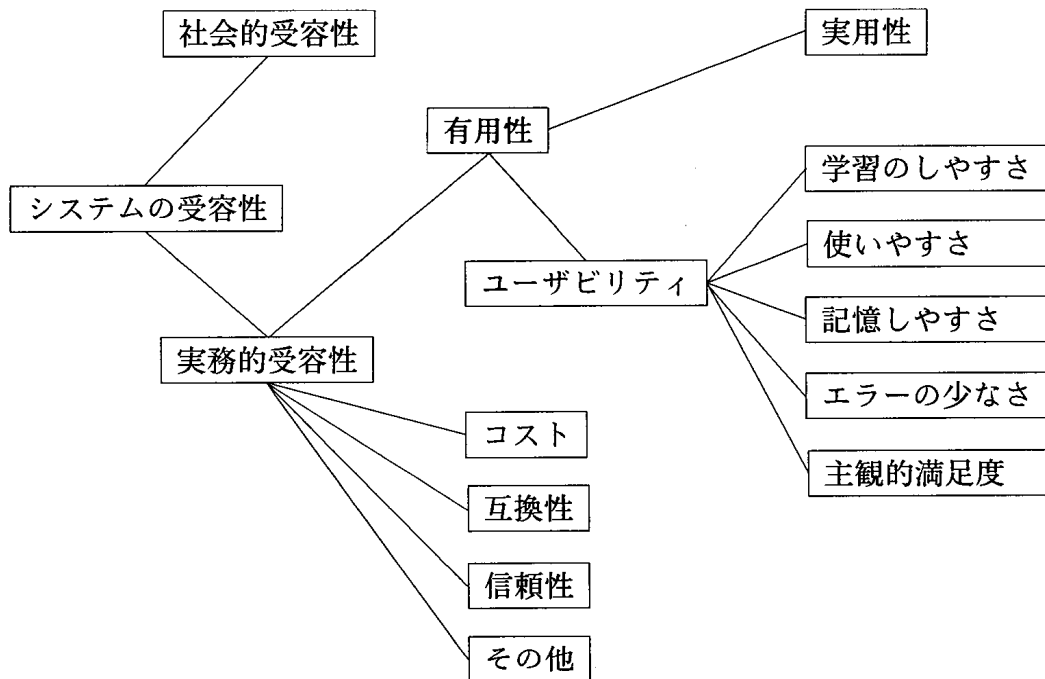 社会的受容性
実用性
有用性
学習のしやすさ
システムの受容性
使いやすさ
ユーザビリティ
記憶しやすさ
実務的受容性
エラーの少なさ
コスト
主観的満足度
互換性
信頼性
その他